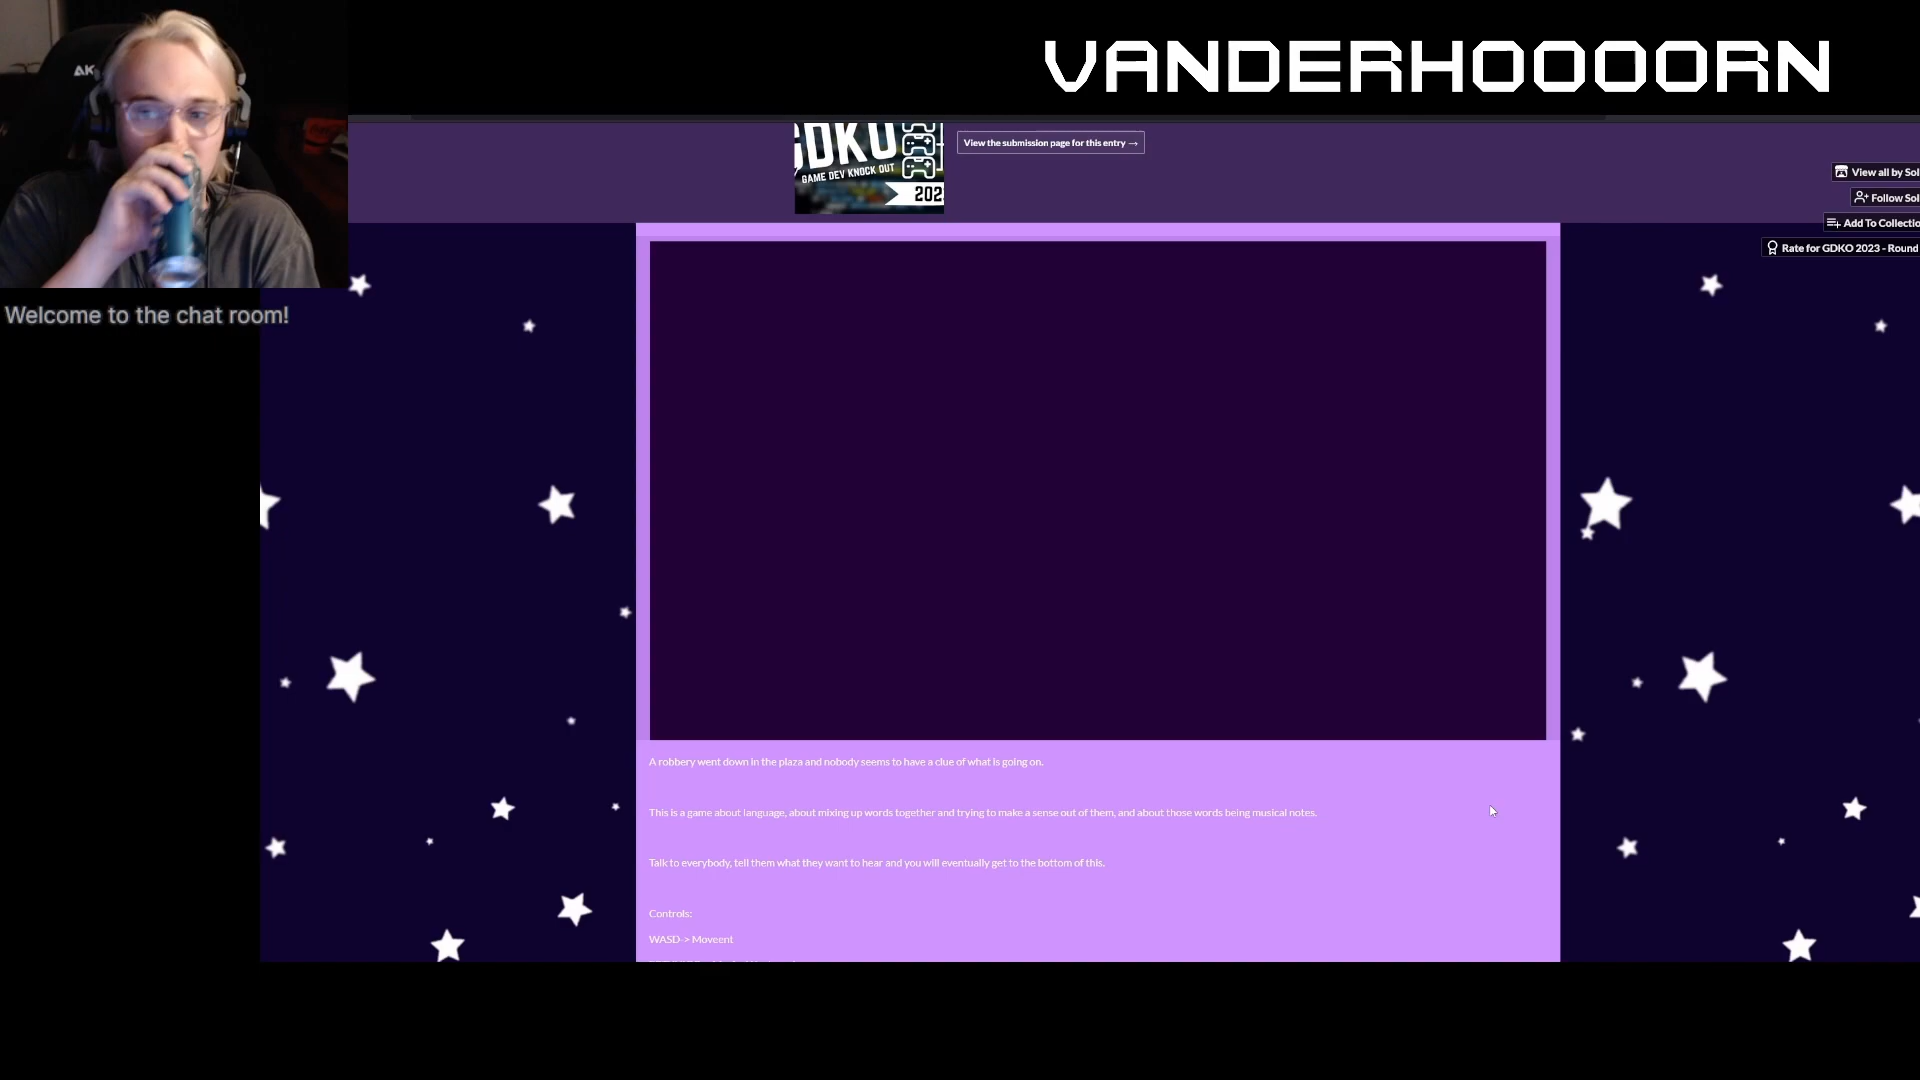 AK
VANDERHOOOORN
GDKO
GAME DEV KNOCK OUT
202
View the submission page for this entry →
View all by Sol
Follow Sol
Add To Collectio
Rate for GDKO 2023 - Round
Welcome to the chat room!
A robbery went down in the plaza and nobody seems to have a clue of what is going on.
This is a game about language, about mixing up words together and trying to make a sense out of them, and about those words being musical notes.
Talk to everybody, tell them what they want to hear and you will eventually get to the bottom of this.
Controls:
WASD-> Moveent